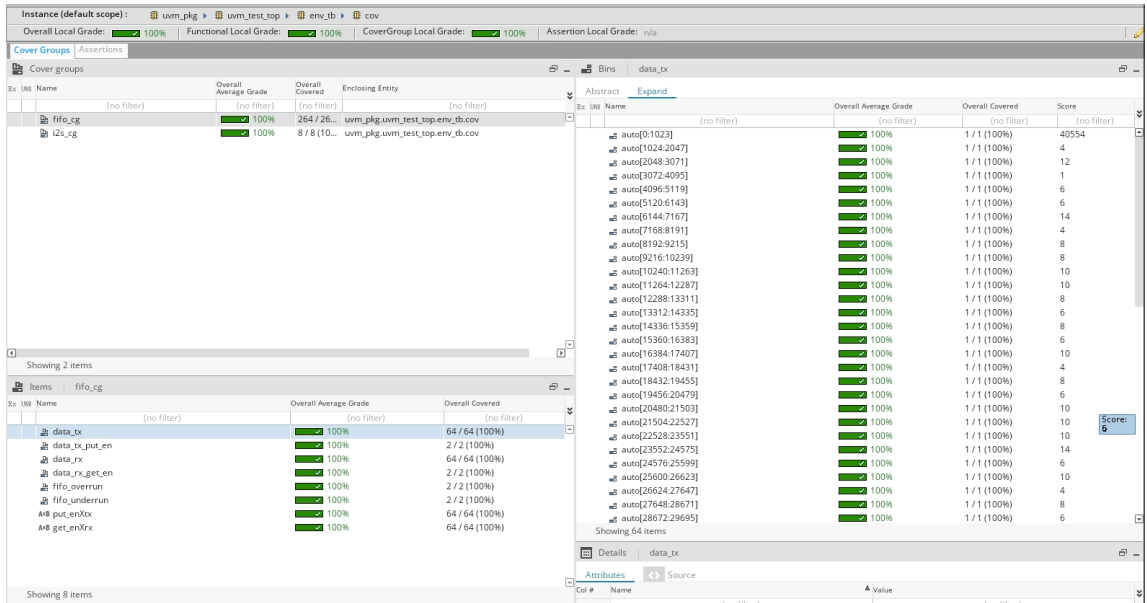 Instance (default scope) : uvm_pkg uvm_test_top env_tb cov
Overall Local Grade: 100% Functional Local Grade: 100% CoverGroup Local Grade: 100% Assertion Local Grade: n/a
Cover Groups Assertions
Cover groups
Ex UNR Name Overall Average Grade Overall Covered Enclosing Entity
(no filter) (no filter) (no filter) (no filter)
fifo_cg 100% 264 / 26... uvm_pkg.uvm_test_top.env_tb.cov
i2s_cg 100% 8 / 8 (10... uvm_pkg.uvm_test_top.env_tb.cov
Showing 2 items
Items fifo_cg
Ex UNR Name Overall Average Grade Overall Covered
(no filter) (no filter) (no filter)
data_tx 100% 64 / 64 (100%)
data_tx_put_en 100% 2 / 2 (100%)
data_rx 100% 64 / 64 (100%)
data_rx_get_en 100% 2 / 2 (100%)
fifo_overrun 100% 2 / 2 (100%)
fifo_underrun 100% 2 / 2 (100%)
A×B put_enXtx 100% 64 / 64 (100%)
A×B get_enXrx 100% 64 / 64 (100%)
Showing 8 items
Bins data_tx
Abstract Expand
Ex UNR Name Overall Average Grade Overall Covered Score
(no filter) (no filter) (no filter) (no filter)
auto[0:1023] 100% 1 / 1 (100%) 40554
auto[1024:2047] 100% 1 / 1 (100%) 4
auto[2048:3071] 100% 1 / 1 (100%) 12
auto[3072:4095] 100% 1 / 1 (100%) 1
auto[4096:5119] 100% 1 / 1 (100%) 6
auto[5120:6143] 100% 1 / 1 (100%) 6
auto[6144:7167] 100% 1 / 1 (100%) 14
auto[7168:8191] 100% 1 / 1 (100%) 4
auto[8192:9215] 100% 1 / 1 (100%) 8
auto[9216:10239] 100% 1 / 1 (100%) 8
auto[10240:11263] 100% 1 / 1 (100%) 10
auto[11264:12287] 100% 1 / 1 (100%) 10
auto[12288:13311] 100% 1 / 1 (100%) 8
auto[13312:14335] 100% 1 / 1 (100%) 6
auto[14336:15359] 100% 1 / 1 (100%) 8
auto[15360:16383] 100% 1 / 1 (100%) 6
auto[16384:17407] 100% 1 / 1 (100%) 10
auto[17408:18431] 100% 1 / 1 (100%) 4
auto[18432:19455] 100% 1 / 1 (100%) 8
auto[19456:20479] 100% 1 / 1 (100%) 6
auto[20480:21503] 100% 1 / 1 (100%) 10
auto[21504:22527] 100% 1 / 1 (100%) 10
Score:
6
auto[22528:23551] 100% 1 / 1 (100%) 10
auto[23552:24575] 100% 1 / 1 (100%) 14
auto[24576:25599] 100% 1 / 1 (100%) 6
auto[25600:26623] 100% 1 / 1 (100%) 10
auto[26624:27647] 100% 1 / 1 (100%) 4
auto[27648:28671] 100% 1 / 1 (100%) 8
auto[28672:29695] 100% 1 / 1 (100%) 6
Showing 64 items
Details data_tx
Attributes Source
Col # Name Value